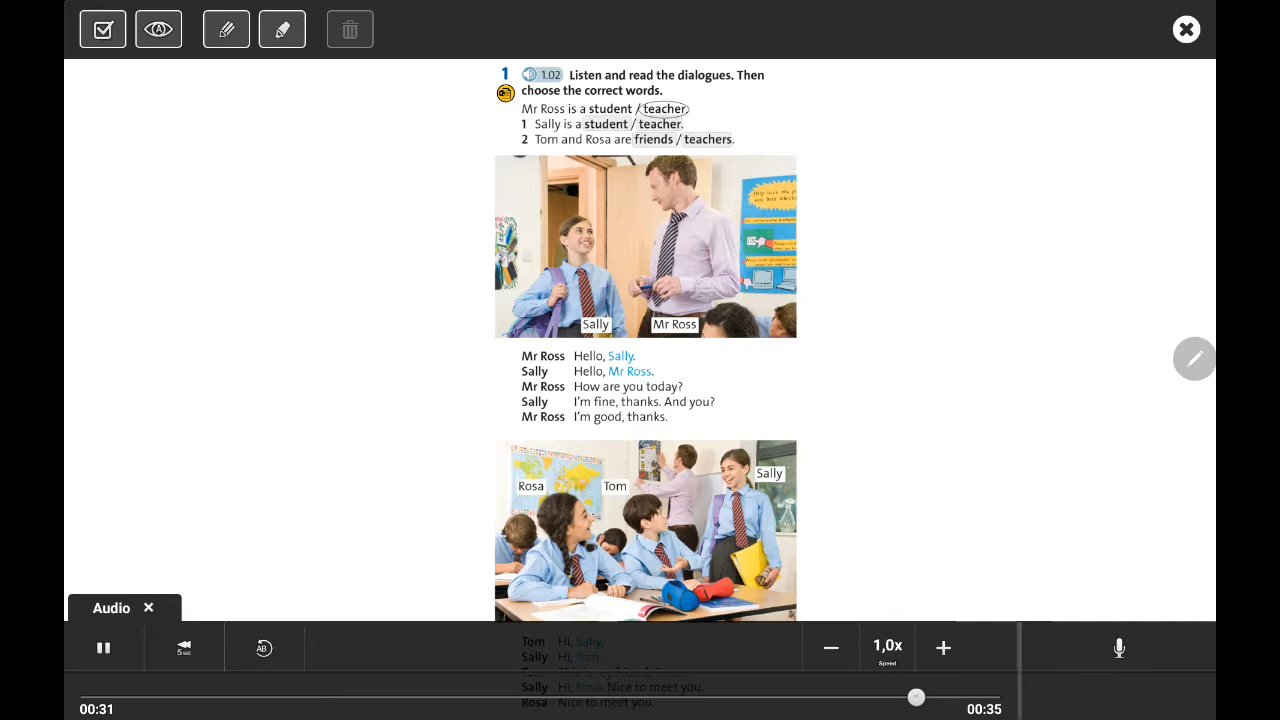 1 1.02 Listen and read the dialogues. Then
choose the correct words.
Mr Ross is a student / teacher.
1 Sally is a student / teacher.
2 Tom and Rosa are friends / teachers.
Sally
Mr Ross
Mr Ross Hello, Sally.
Sally Hello, Mr Ross.
Mr Ross How are you today?
Sally I'm fine, thanks. And you?
Mr Ross I'm good, thanks.
Rosa
Tom
Sally
Audio
5 sec
AB
1,0x
Speed
Tom Hi, Sally.
Sally Hi, Tom.
Sally Hi, Rosa. Nice to meet you.
Rosa Nice to meet you.
00:31
00:35